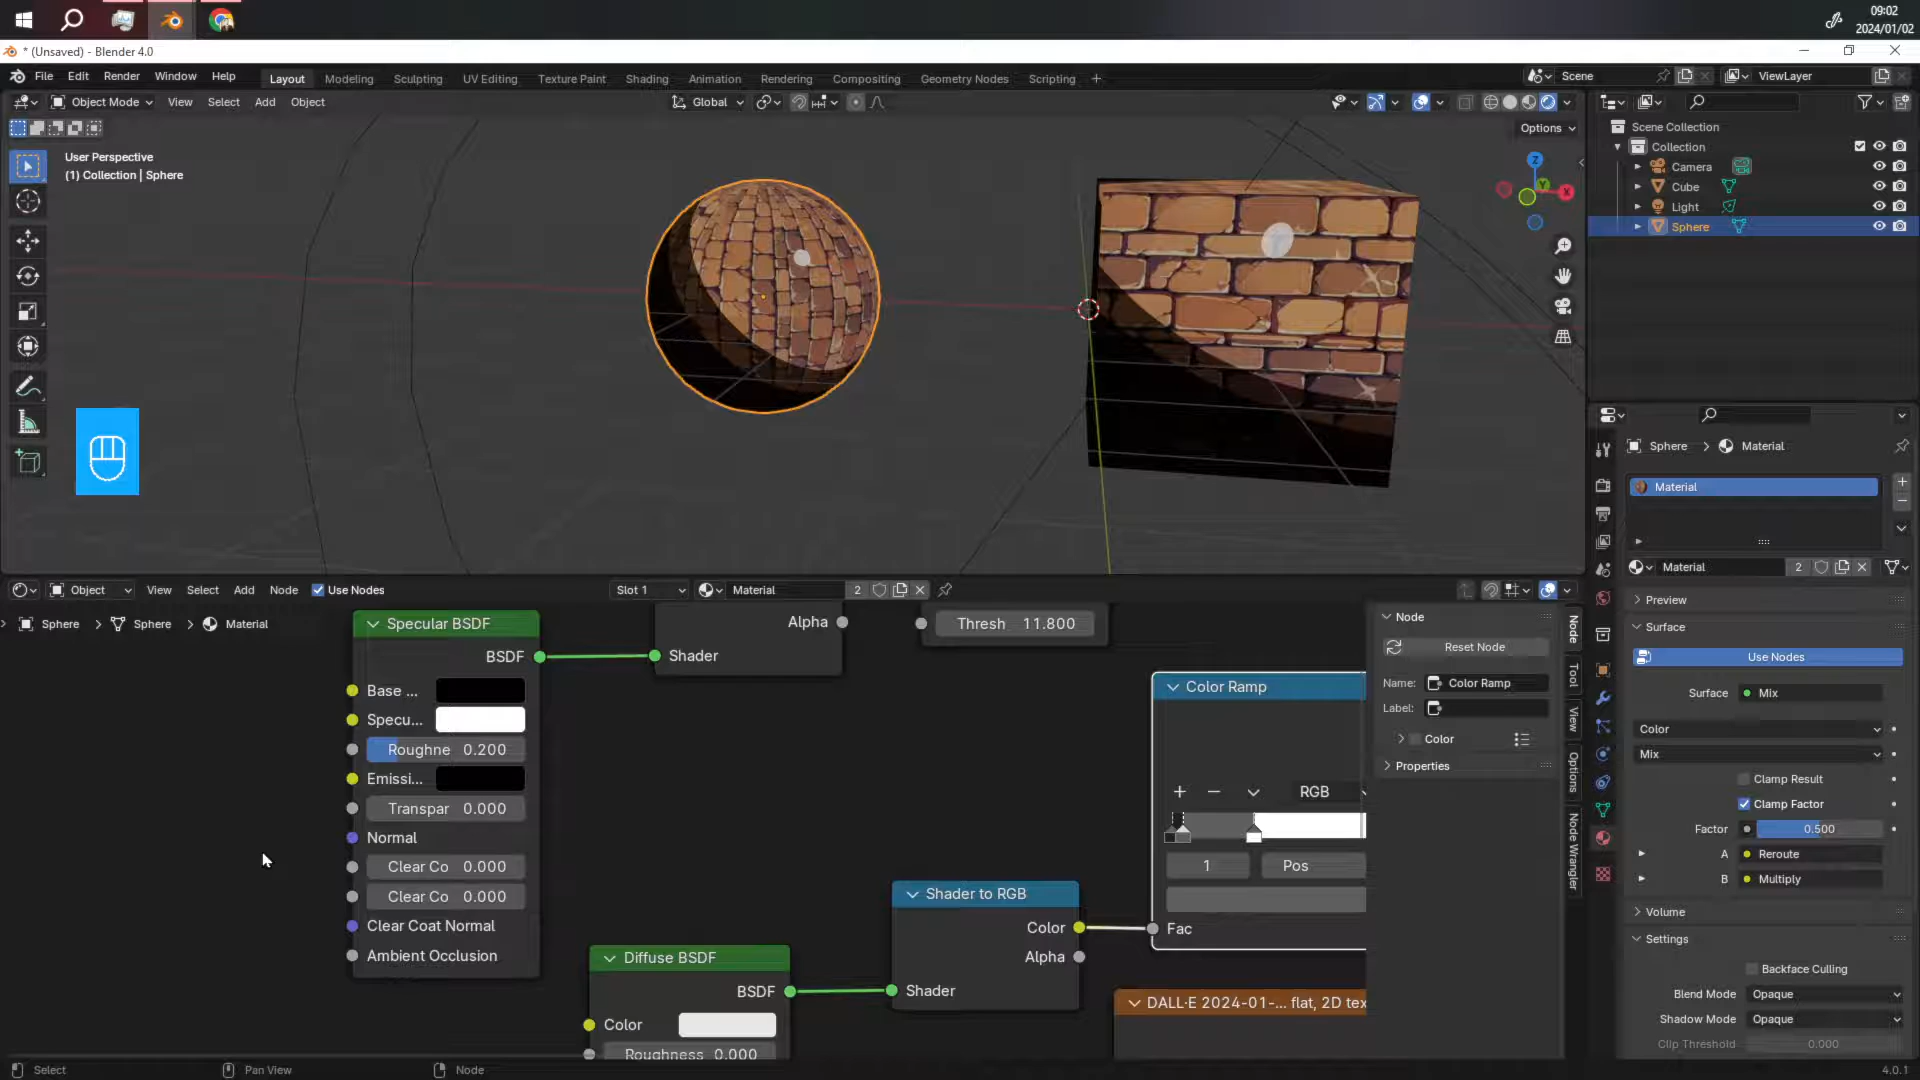 09:02
2024/01/02
* (Unsaved) - Blender 4.0
File Edit Render Window Help
Layout Modeling Sculpting UV Editing Texture Paint Shading Animation Rendering Compositing Geometry Nodes Scripting +
Scene
ViewLayer
Object Mode View Select Add Object
Global
Options
User Perspective
(1) Collection | Sphere
Z
Y
X
Scene Collection
Collection
Camera
Cube
Light
Sphere
Object View Select Add Node Use Nodes
Slot 1
Material 2
Sphere > Sphere > Material
Specular BSDF
BSDF
Base ...
Specu...
Roughne 0.200
Emissi...
Transpar 0.000
Normal
Clear Co 0.000
Clear Co 0.000
Clear Coat Normal
Ambient Occlusion
Alpha
Shader
Thresh 11.800
Color Ramp
RGB
1
Pos
Fac
Shader to RGB
Color
Alpha
Shader
Diffuse BSDF
BSDF
Color
Roughness 0.000
DALL·E 2024-01-... flat, 2D tex
Node
Reset Node
Name: Color Ramp
Label:
Color
Properties
Node
Tool
View
Options
Node Wrangler
Sphere > Material
Material
Material 2
Preview
Surface
Use Nodes
Surface Mix
Color
Mix
Clamp Result
Clamp Factor
Factor 0.500
A Reroute
B Multiply
Volume
Settings
Backface Culling
Blend Mode Opaque
Shadow Mode Opaque
Clip Threshold 0.000
Select
Pan View
Node
4.0.1